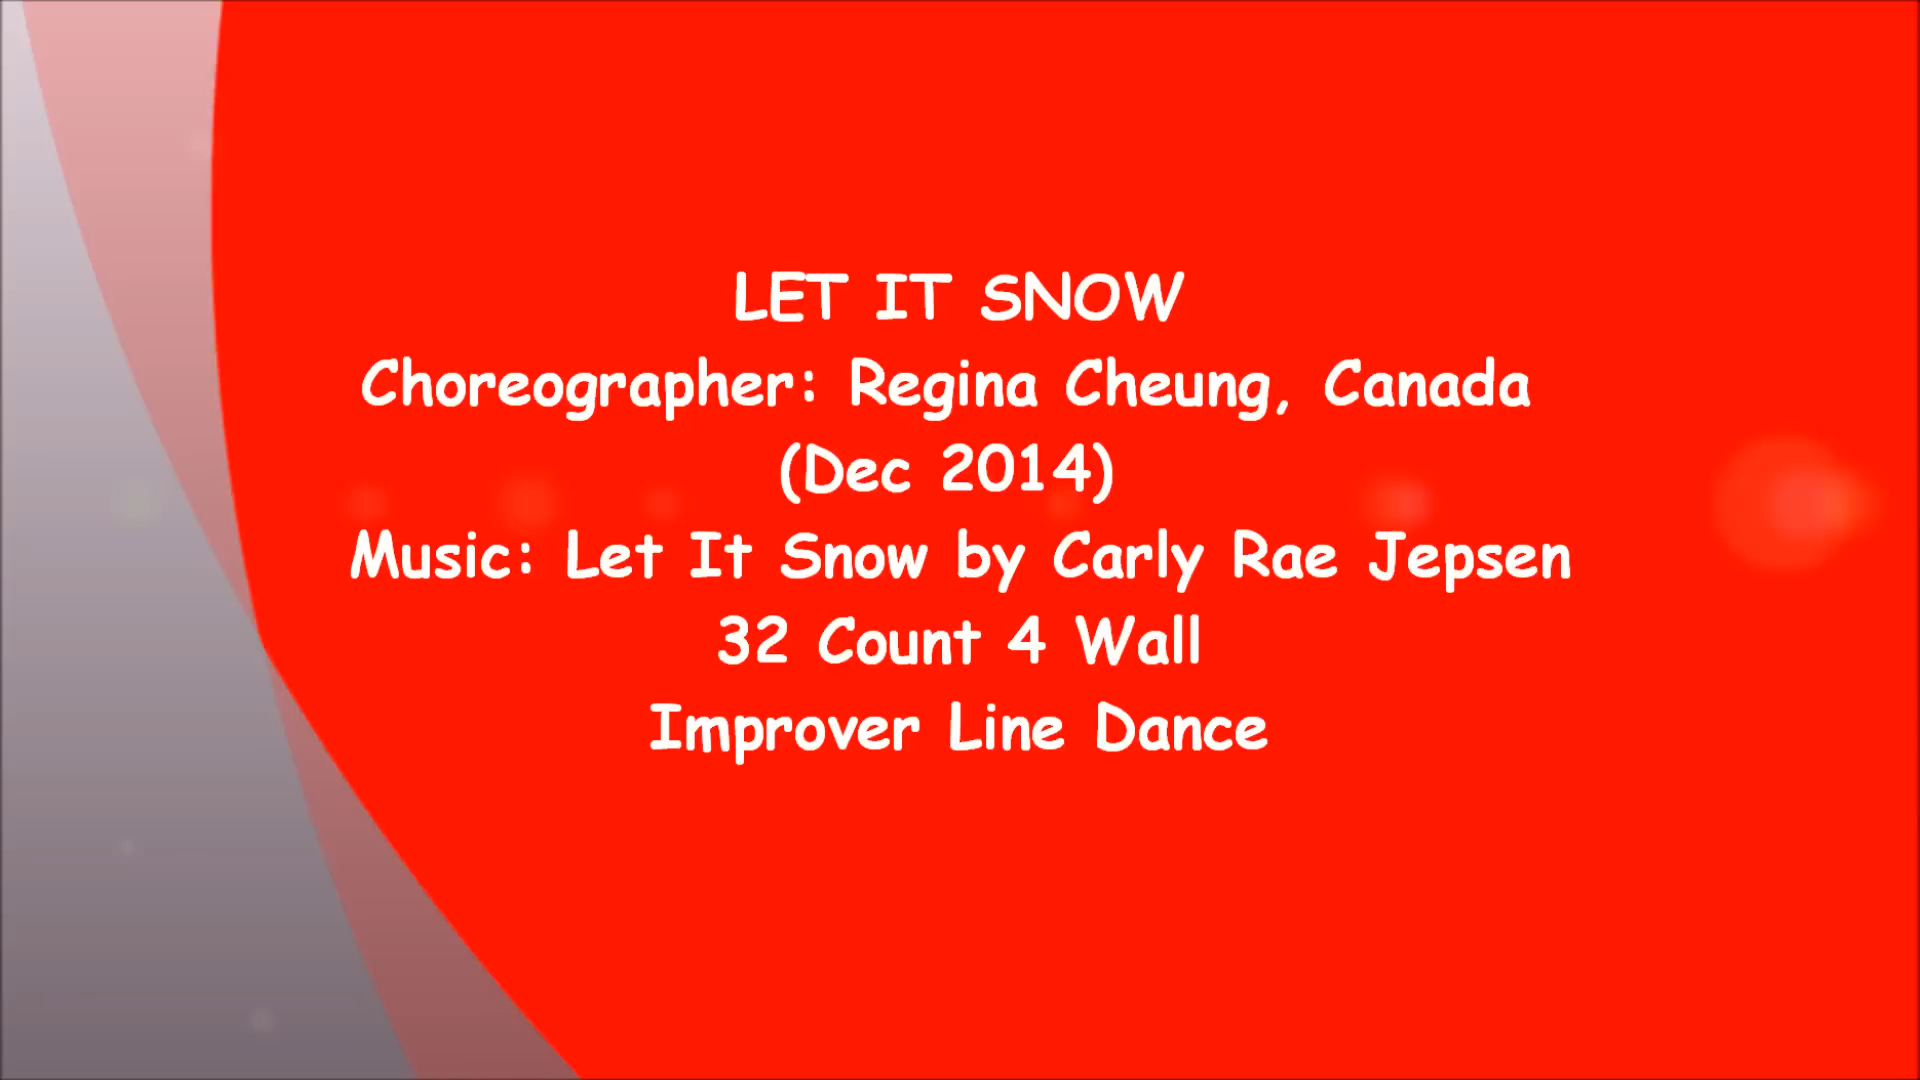 LET IT SNOW
Choreographer: Regina Cheung, Canada
(Dec 2014)
Music: Let It Snow by Carly Rae Jepsen
32 Count 4 Wall
Improver Line Dance